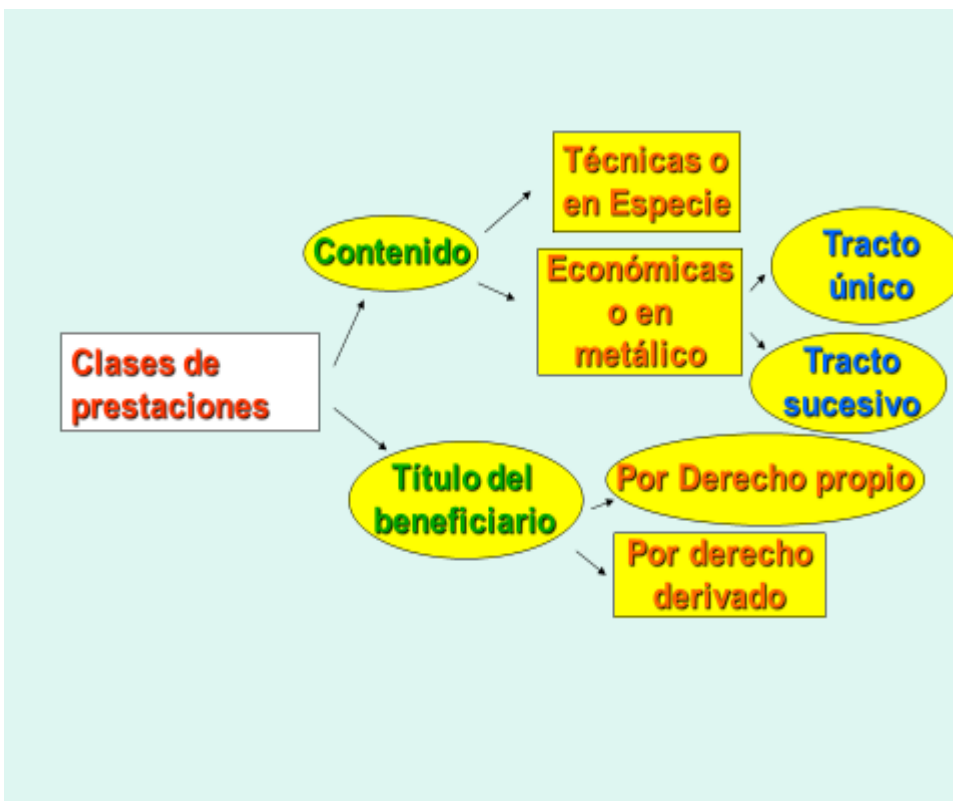 Técnicas o
en Especie
Contenido
Económicas
o en
metálico
Tracto
único
Tracto
sucesivo
Clases de
prestaciones
Título del
beneficiario
Por Derecho propio
Por derecho
derivado